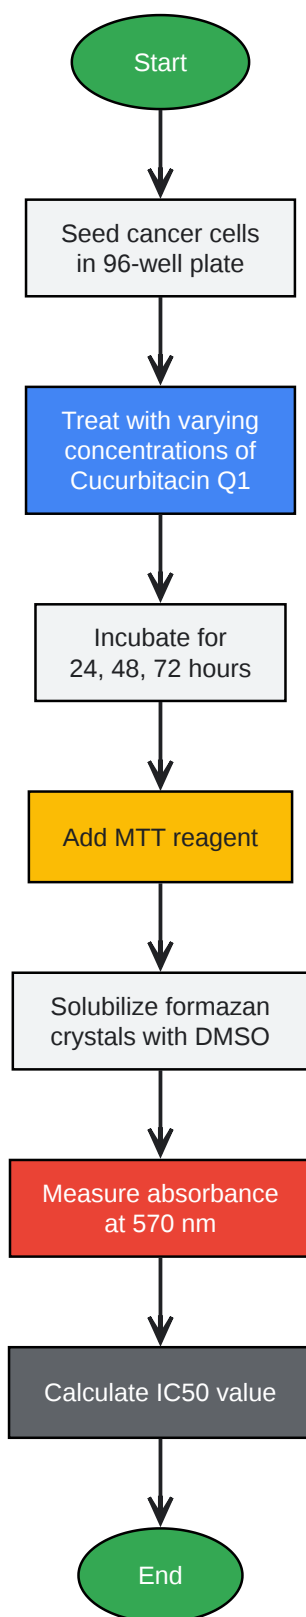 Start
Seed cancer cells
in 96-well plate
Treat with varying
concentrations of
Cucurbitacin Q1
Incubate for
24, 48, 72 hours
Add MTT reagent
Solubilize formazan
crystals with DMSO
Measure absorbance
at 570 nm
Calculate IC50 value
End